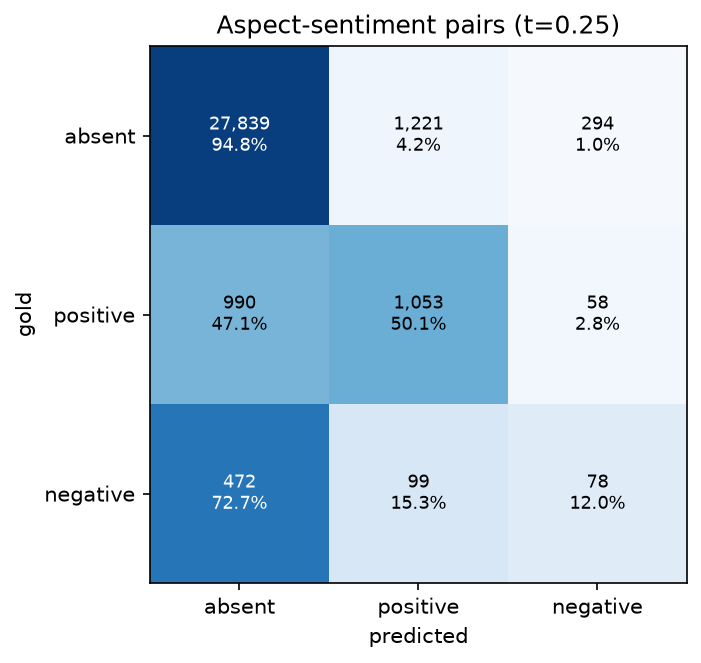 Aspect-sentiment pairs (t=0.25)
gold
absent
27,839
94.8%
1,221
4.2%
294
1.0%
positive
990
47.1%
1,053
50.1%
58
2.8%
negative
472
72.7%
99
15.3%
78
12.0%
absent
positive
negative
predicted